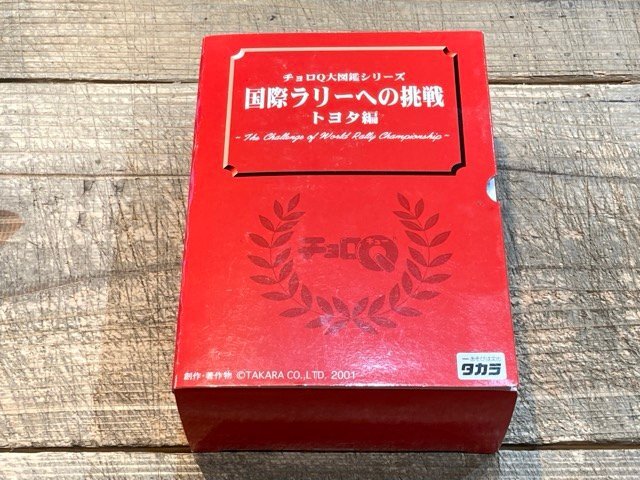 チョロQ大図鑑シリーズ
国際ラリーへの挑戦
トヨタ編
~ The Challenge of World Rally Championship ~
チョロQ
創作・著作物 ©TAKARA CO.,LTD. 2001
タカラ